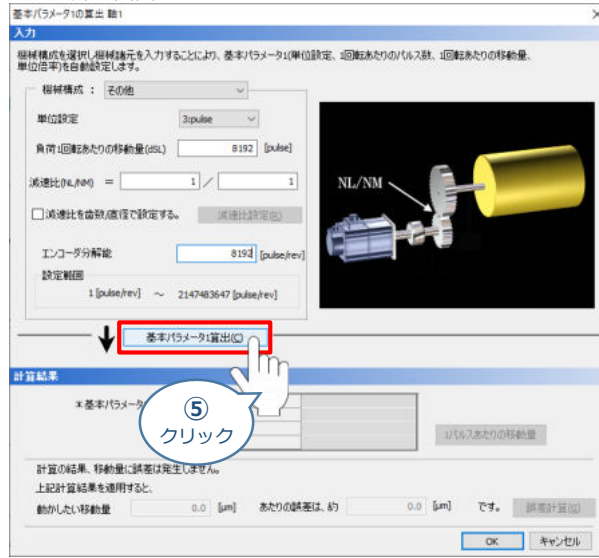 基本パラメータ1の算出 軸1
入力
機械構成を選択し機械諸元を入力することにより、基本パラメータ1(単位設定、1回転あたりのパルス数、1回転あたりの移動量、
単位倍率)を自動設定します。
機械構成 : その他
単位設定 3:pulse
負荷1回転あたりの移動量(ΔSL) 8192 [pulse]
減速比(NL/NM) = 1 / 1
減速比を歯数/直径で設定する。 減速比設定(R)
エンコーダ分解能 8192 [pulse/rev]
設定範囲
1 [pulse/rev] ～ 2147483647 [pulse/rev]
NL/NM
基本パラメータ1算出(C)
計算結果
⑤
クリック
*基本パラメータ
1パルスあたりの移動量
計算の結果、移動量に誤差は発生しません。
上記計算結果を適用すると、
動かしたい移動量 0.0 [μm] あたりの誤差は、約 0.0 [μm] です。 誤差計算(G)
OK キャンセル